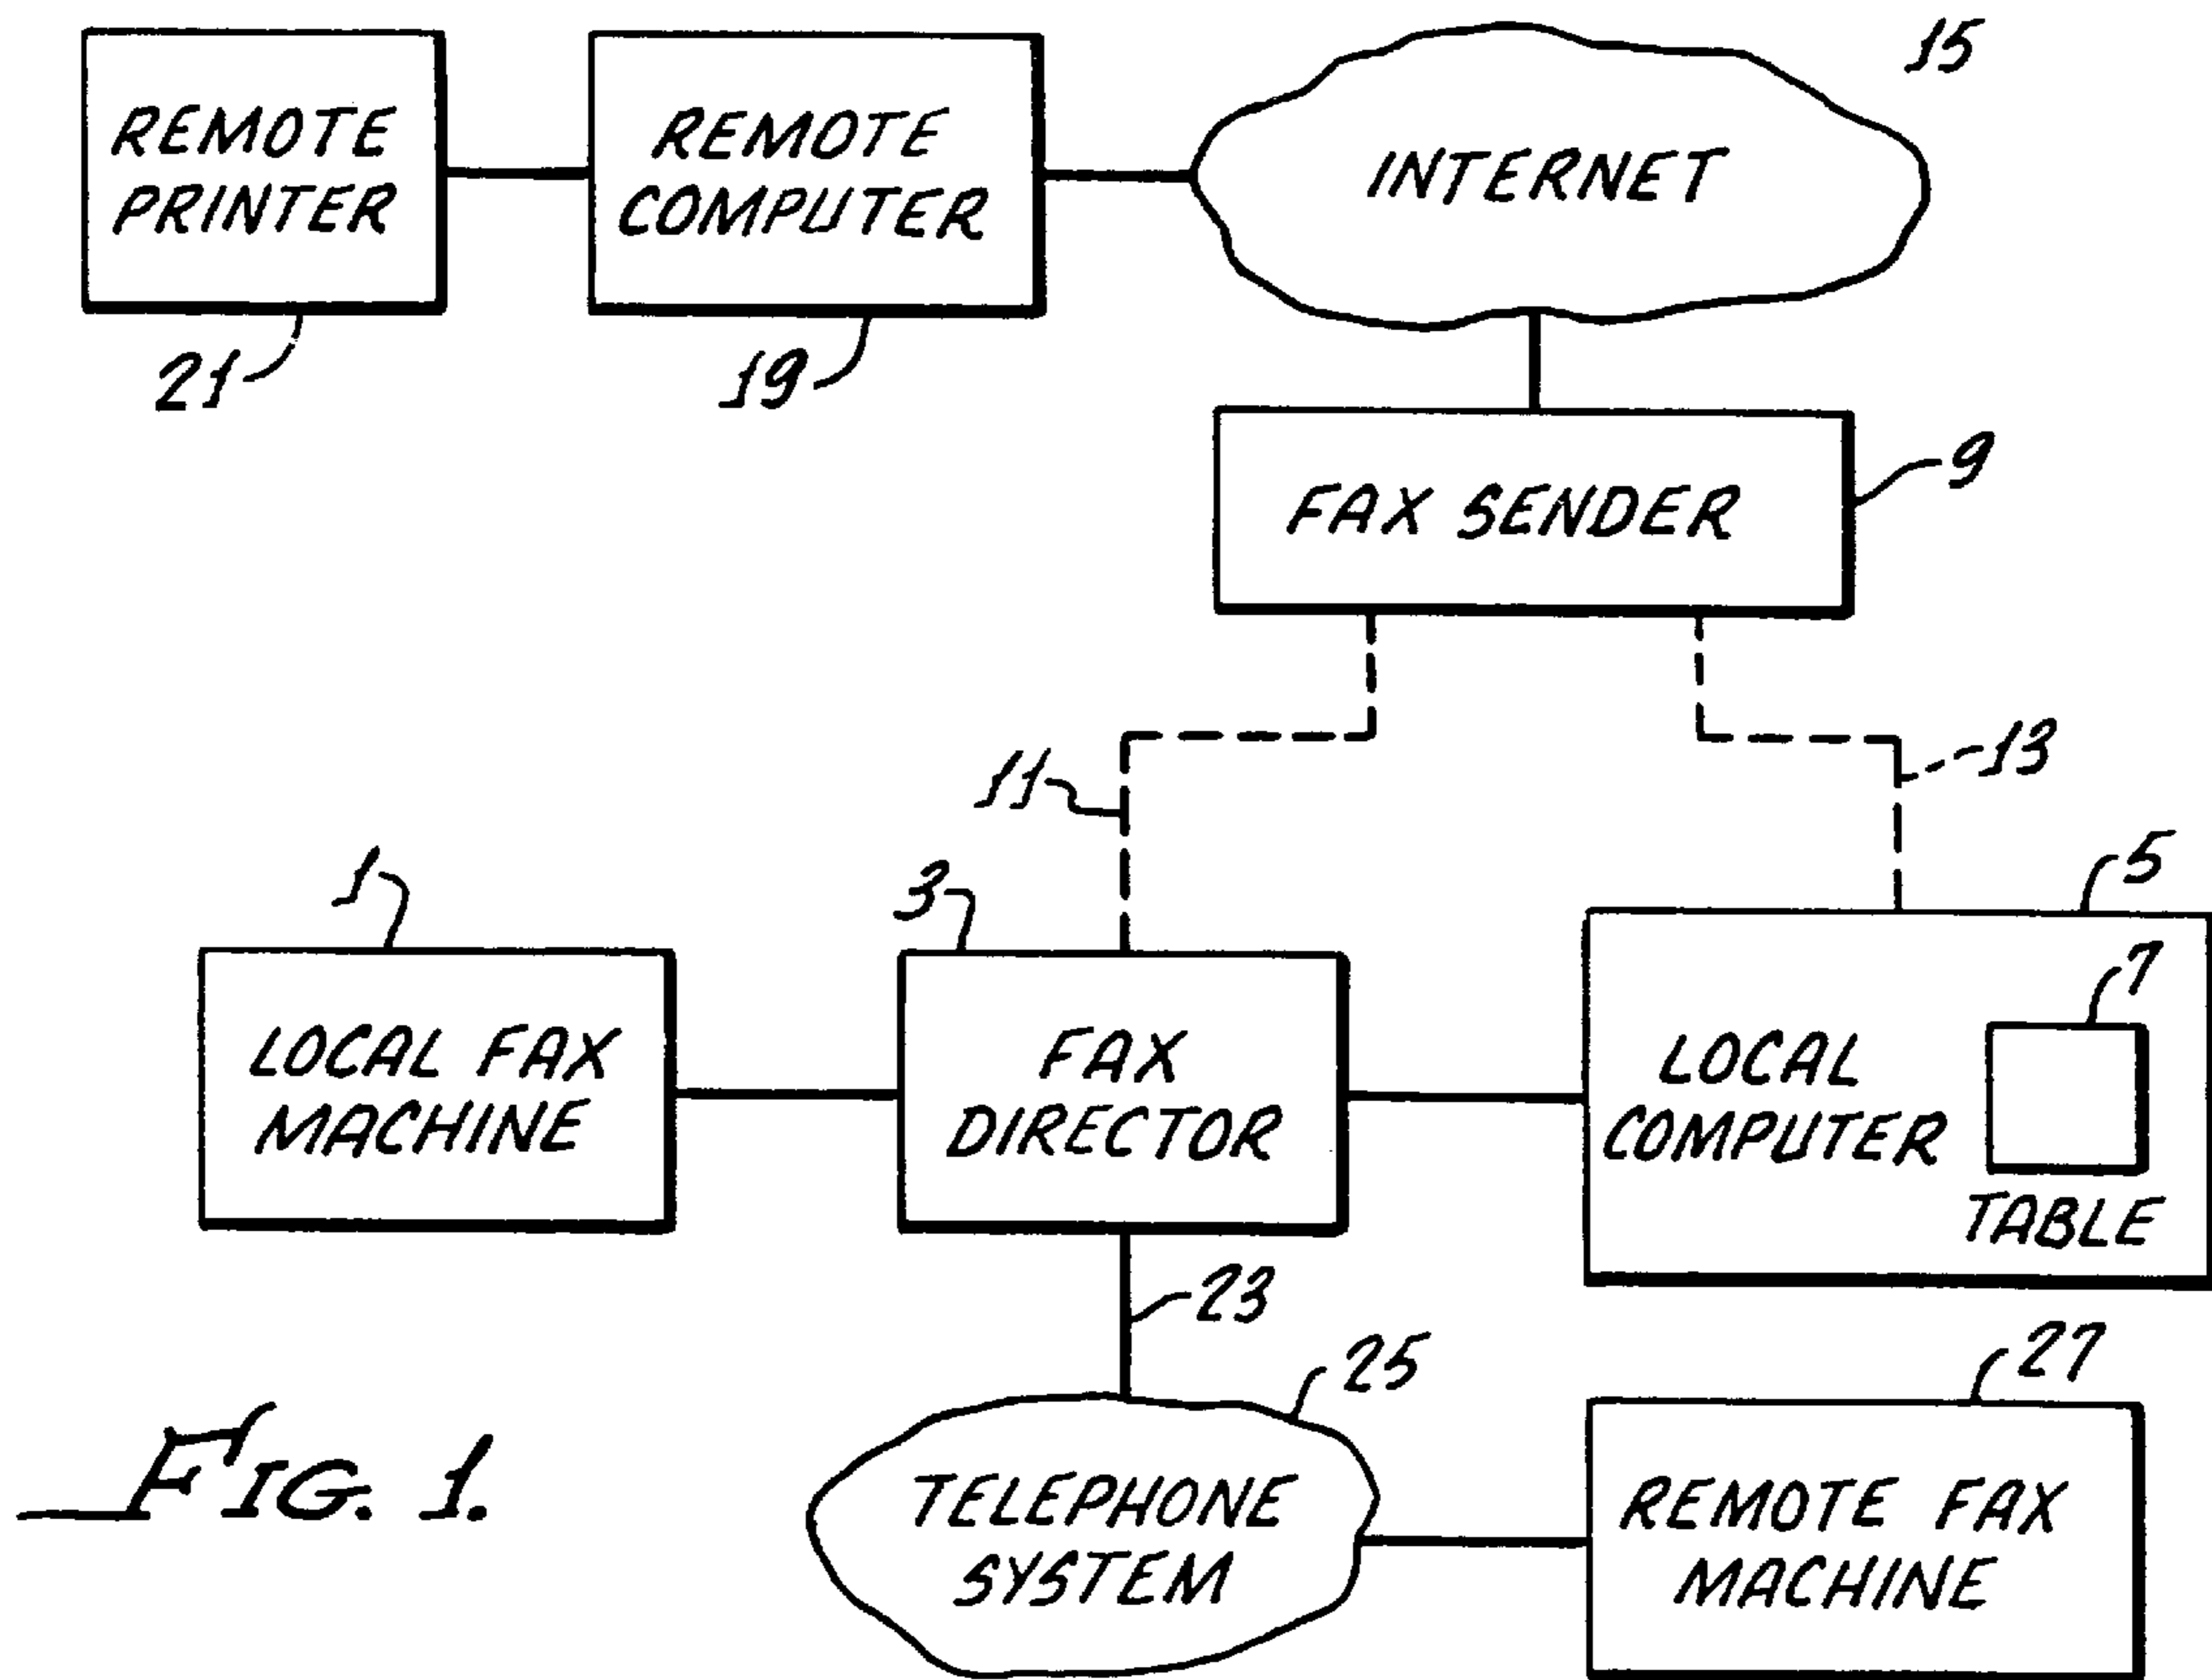 15
REMOTE
PRINTER
REMOTE
COMPUTER
INTERNET
21
19
FAX SENDER
9
11
13
1
3
5
7
LOCAL FAX
MACHINE
FAX
DIRECTOR
LOCAL
COMPUTER
TABLE
23
25
27
TELEPHONE
SYSTEM
REMOTE FAX
MACHINE
FIG. 1.